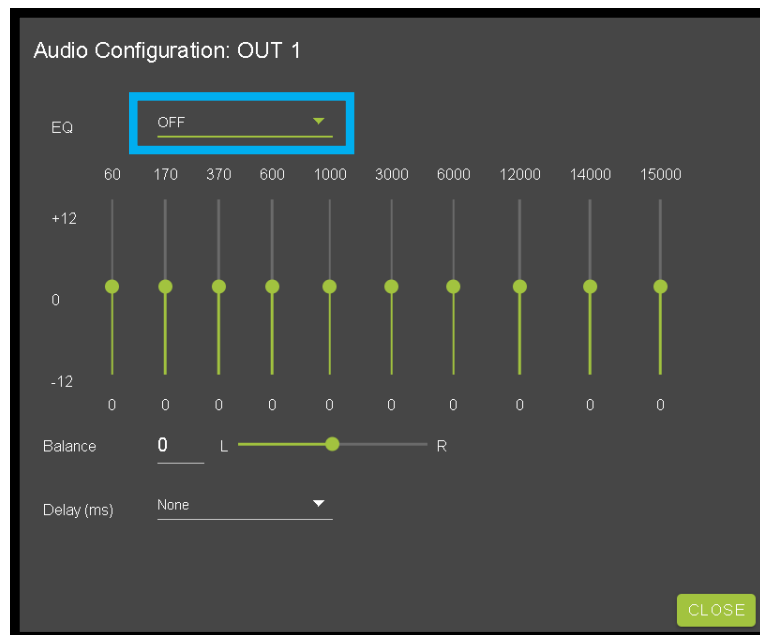 Audio Configuration: OUT 1
EQ OFF
60 170 370 600 1000 3000 6000 12000 14000 15000
+12
0
-12
0 0 0 0 0 0 0 0 0 0
Balance 0 L R
Delay (ms) None
CLOSE